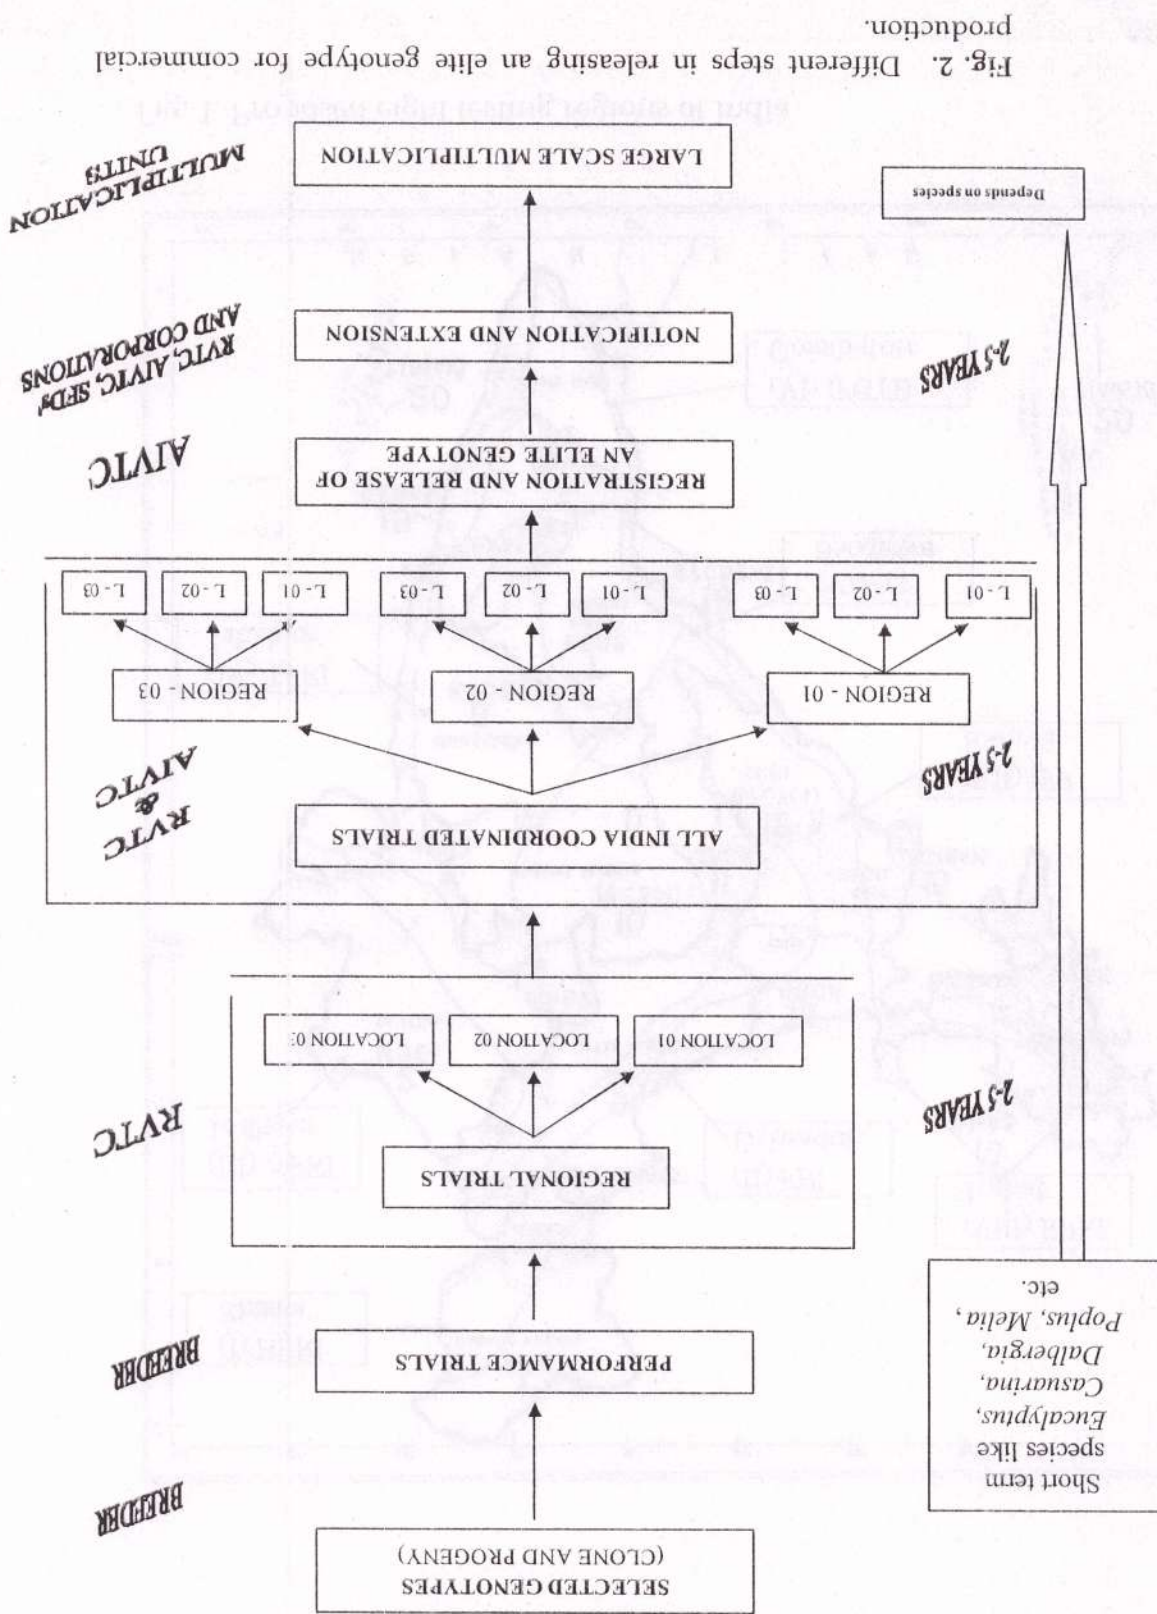 SELECTED GENOTYPES
(CLONE AND PROGENY)
BREEDER
Short term
species like
Eucalyptus,
Casuarina,
Dalbergia,
Poplus, Melia,
etc.
PERFORMAMCE TRIALS
BREEDER
REGIONAL TRIALS
RVTC
LOCATION 01
LOCATION 02
LOCATION 03
2-5 YEARS
ALL INDIA COORDINATED TRIALS
RVTC
&
AIVTC
2-5 YEARS
REGION - 01
REGION - 02
REGION - 03
L - 01
L - 02
L - 03
L - 01
L - 02
L - 03
L - 01
L - 02
L - 03
REGISTRATION AND RELEASE OF
AN ELITE GENOTYPE
AIVTC
2-5 YEARS
NOTIFICATION AND EXTENSION
RVTC, AIVTC, SFDs'
AND CORPORATIONS
Depends on species
LARGE SCALE MULTIPLICATION
MULTIPLICATION
UNITS
Fig. 2. Different steps in releasing an elite genotype for commercial
production.